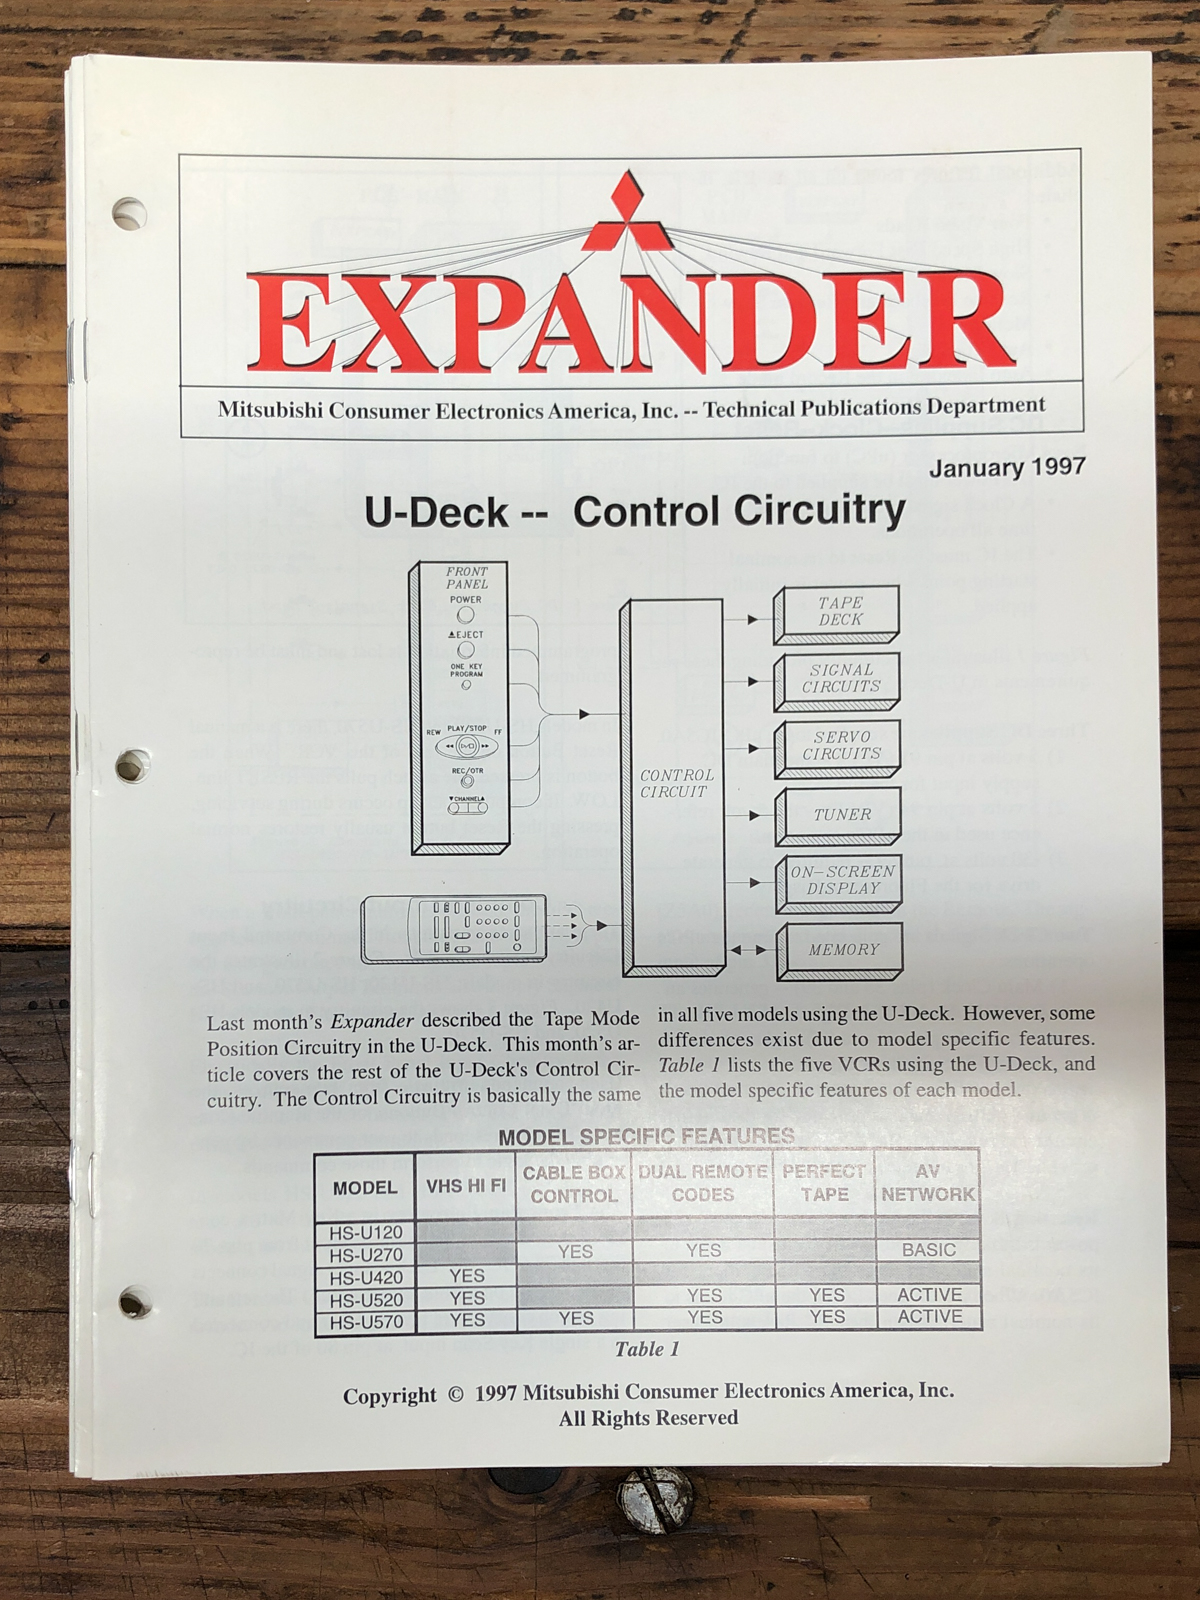 EXPANDER
Mitsubishi Consumer Electronics America, Inc. -- Technical Publications Department
January 1997
U-Deck -- Control Circuitry
FRONT
PANEL
POWER
▲EJECT
ONE KEY
PROGRAM
PLAY/STOP
REW
FF
REC/OTR
▼CHANNEL▲
CONTROL
CIRCUIT
TAPE
DECK
SIGNAL
CIRCUITS
SERVO
CIRCUITS
TUNER
ON-SCREEN
DISPLAY
MEMORY
Last month's Expander described the Tape Mode
Position Circuitry in the U-Deck. This month's ar-
ticle covers the rest of the U-Deck's Control Cir-
cuitry. The Control Circuitry is basically the same
in all five models using the U-Deck. However, some
differences exist due to model specific features.
Table 1 lists the five VCRs using the U-Deck, and
the model specific features of each model.
MODEL SPECIFIC FEATURES
MODEL VHS HI FI CABLE BOX CONTROL DUAL REMOTE CODES PERFECT TAPE AV NETWORK
HS-U120
HS-U270 YES YES BASIC
HS-U420 YES
HS-U520 YES YES YES ACTIVE
HS-U570 YES YES YES YES ACTIVE
Table 1
Copyright © 1997 Mitsubishi Consumer Electronics America, Inc.
All Rights Reserved